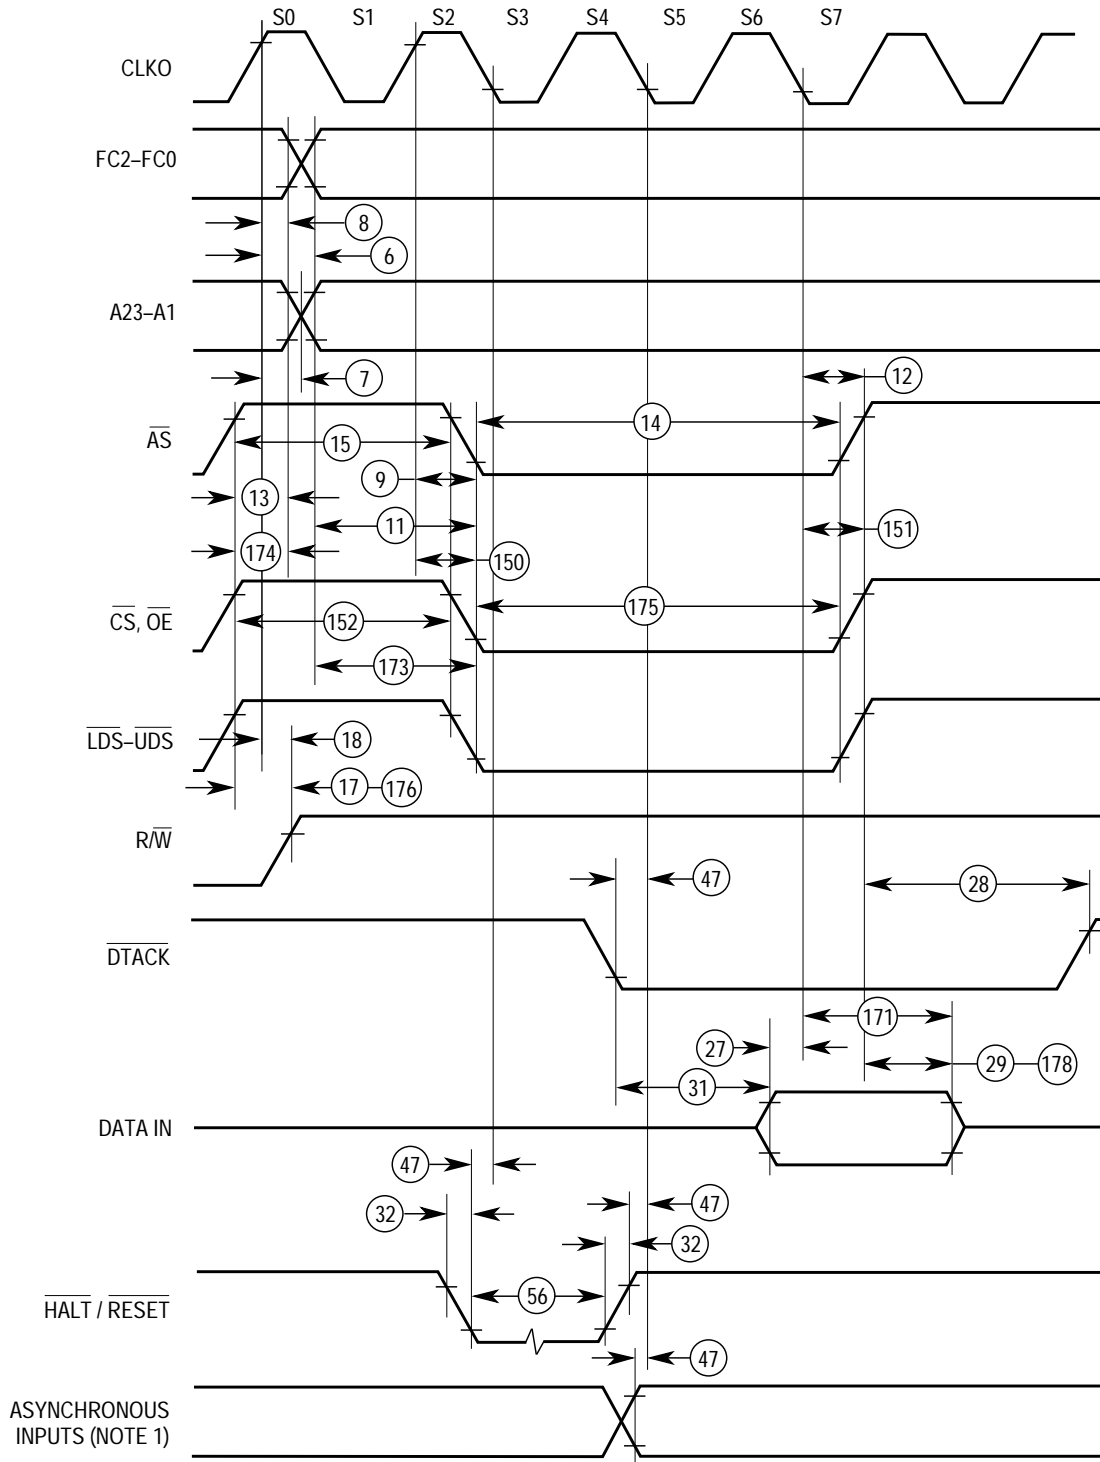 S0 S1 S2 S3 S4 S5 S6 S7
CLKO
FC2–FC0
8
6
A23–A1
7
12
14
AS
15
9
13
11
151
174
150
175
CS, OE
152
173
LDS–UDS
18
17 176
R/W
47
28
DTACK
171
27
29 178
31
DATA IN
47
47
32
32
56
HALT / RESET
47
ASYNCHRONOUS
INPUTS (NOTE 1)